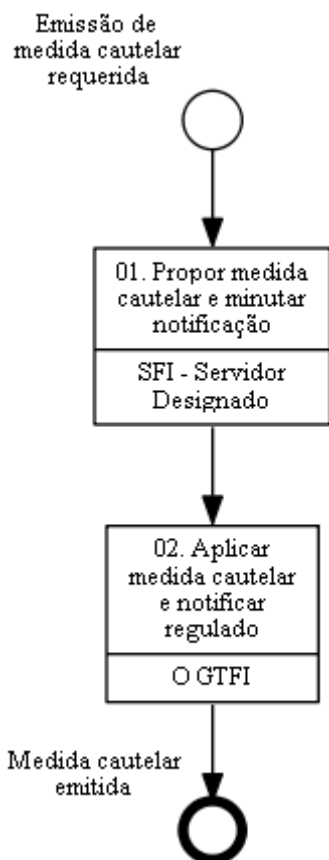 Emissão de
medida cautelar
requerida
01. Propor medida
cautelar e minutar
notificação
SFI - Servidor
Designado
02. Aplicar
medida cautelar
e notificar
regulado
O GTFI
Medida cautelar
emitida